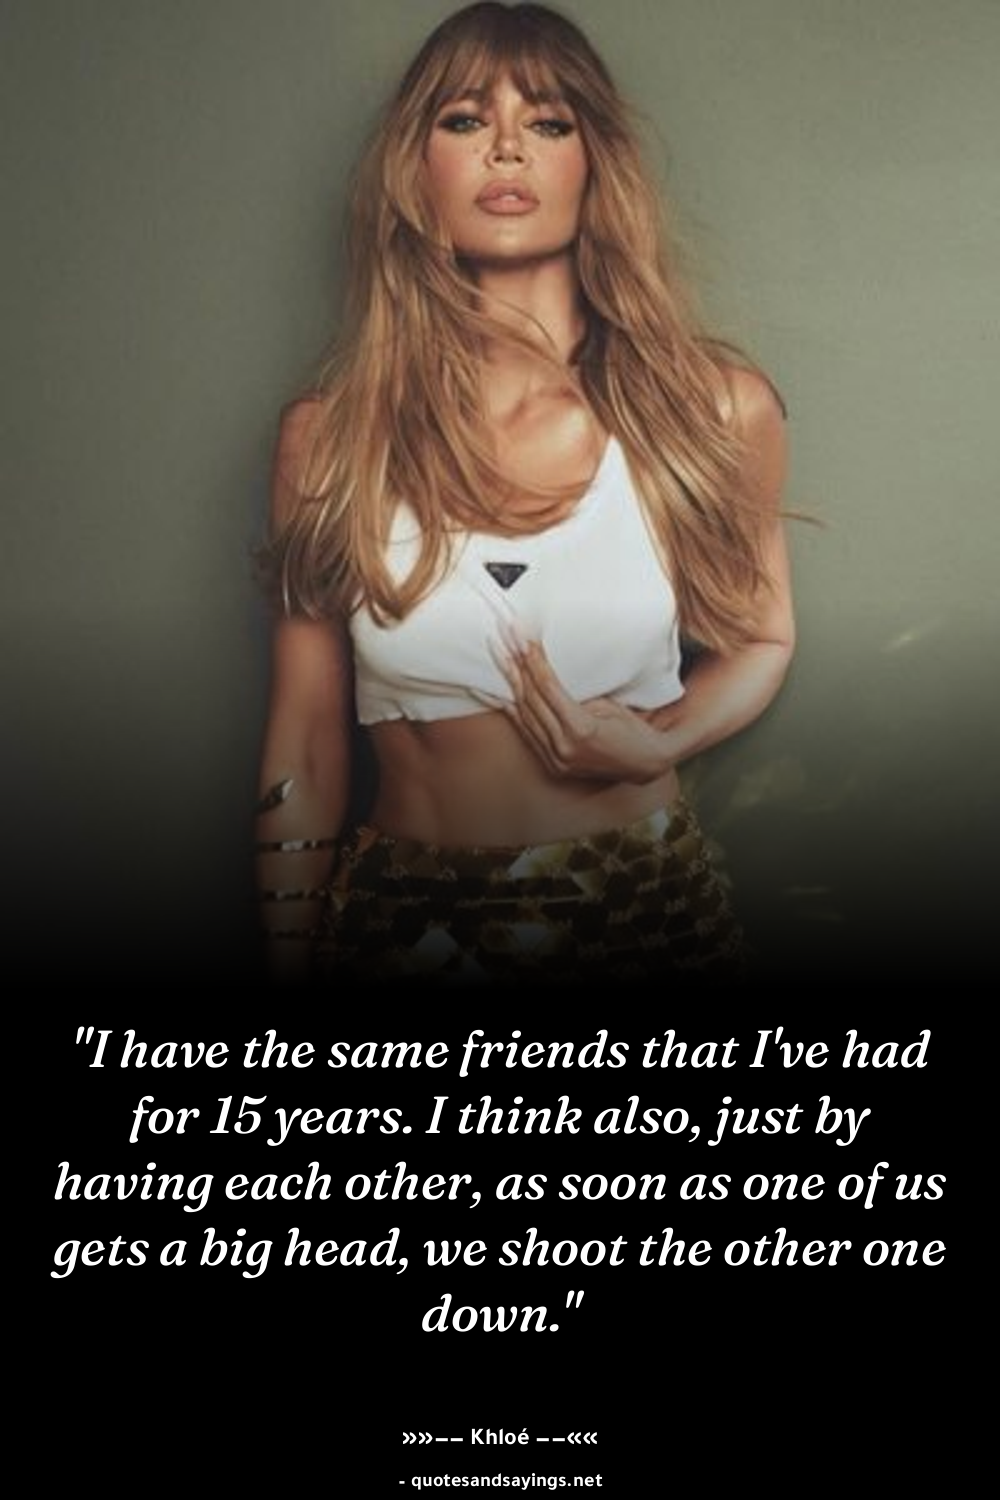 "I have the same friends that I've had
for 15 years. I think also, just by
having each other, as soon as one of us
gets a big head, we shoot the other one
down."
»»–– Khloé ––««
- quotesandsayings.net